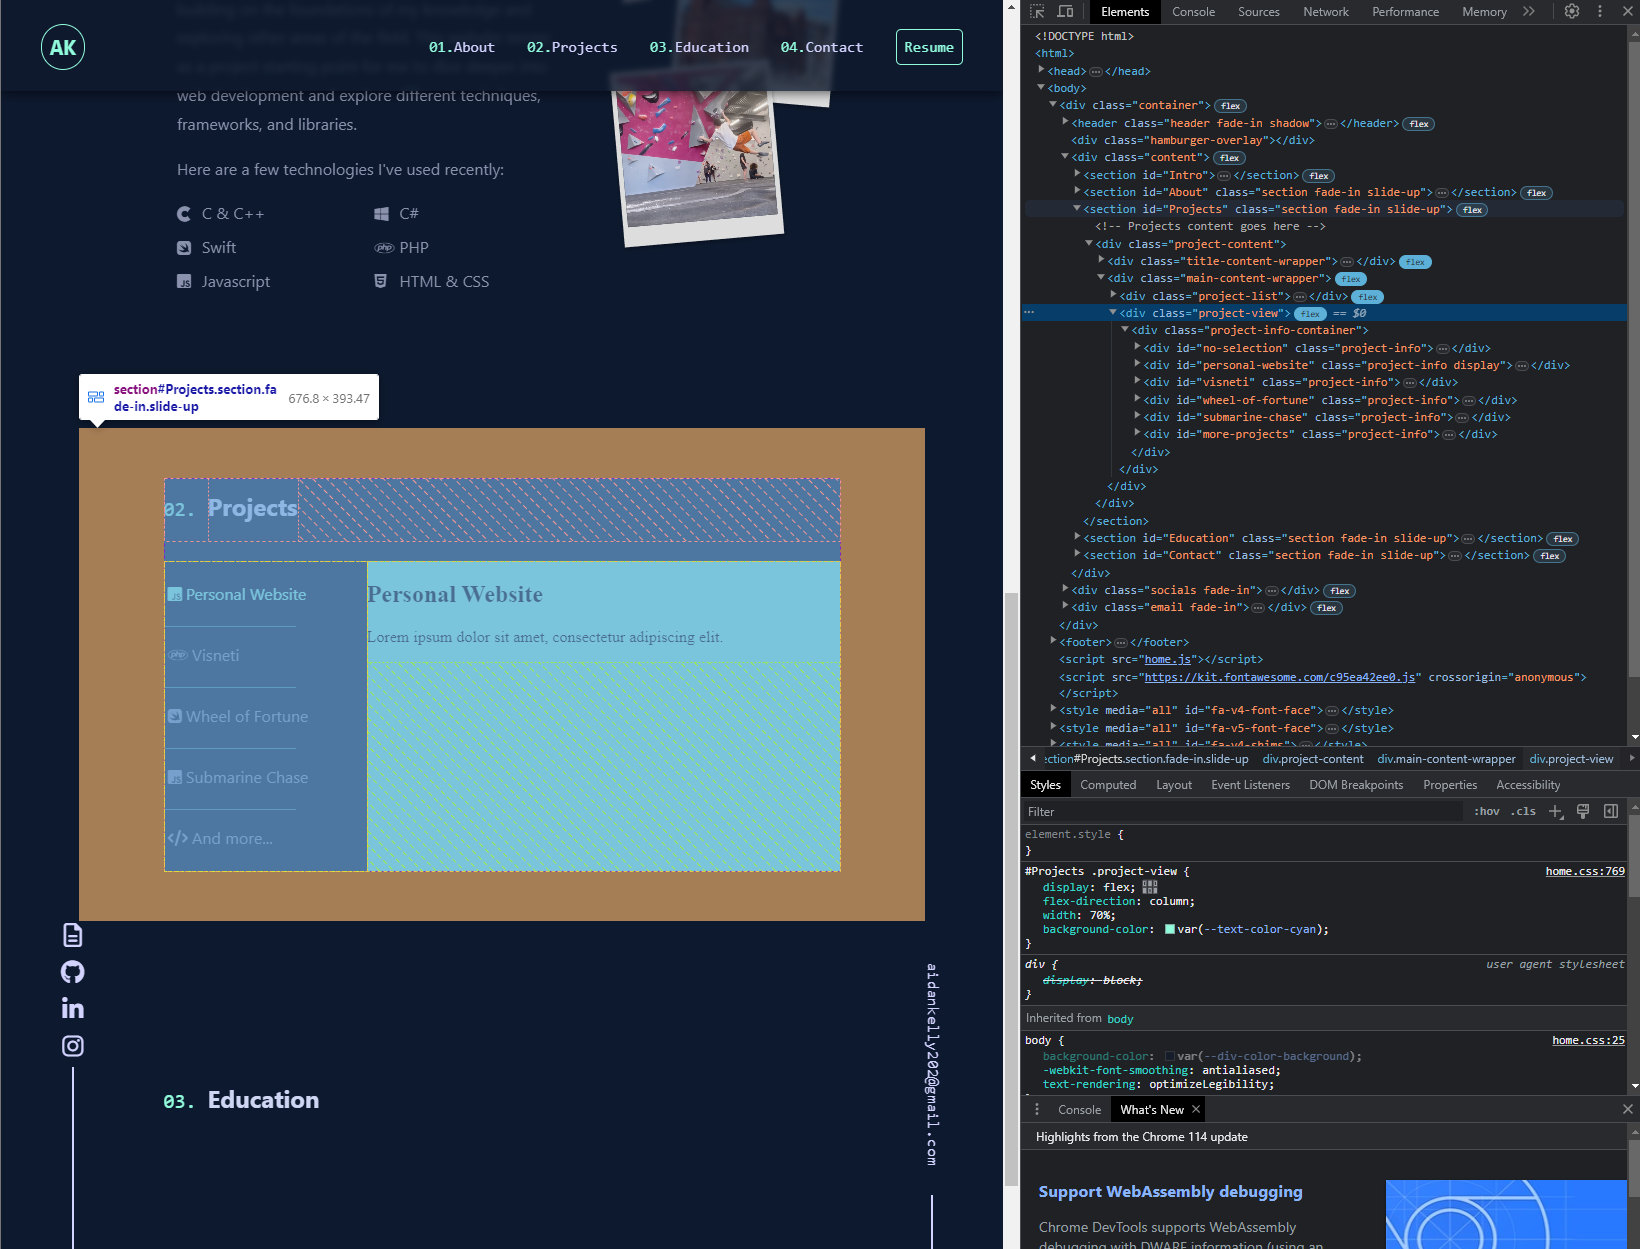 AK
01.About
02.Projects
03.Education
04.Contact
Resume
web development and explore different techniques,
frameworks, and libraries.
Here are a few technologies I've used recently:
C & C++
C#
Swift
PHP
Javascript
HTML & CSS
section#Projects.section.fa
de-in.slide-up
676.8 × 393.47
02. Projects
Personal Website
Visneti
Wheel of Fortune
Submarine Chase
And more...
Personal Website
Lorem ipsum dolor sit amet, consectetur adipiscing elit.
aidankelly202@gmail.com
03. Education
Elements
Console
Sources
Network
Performance
Memory
<!DOCTYPE html>
<html>
<head>…</head>
<body>
<div class="container"> flex
<header class="header fade-in shadow">…</header> flex
<div class="hamburger-overlay"></div>
<div class="content"> flex
<section id="Intro">…</section> flex
<section id="About" class="section fade-in slide-up">…</section> flex
<section id="Projects" class="section fade-in slide-up"> flex
<!-- Projects content goes here -->
<div class="project-content">
<div class="title-content-wrapper">…</div> flex
<div class="main-content-wrapper"> flex
<div class="project-list">…</div> flex
<div class="project-view"> flex == $0
<div class="project-info-container">
<div id="no-selection" class="project-info">…</div>
<div id="personal-website" class="project-info display">…</div>
<div id="visneti" class="project-info">…</div>
<div id="wheel-of-fortune" class="project-info">…</div>
<div id="submarine-chase" class="project-info">…</div>
<div id="more-projects" class="project-info">…</div>
</div>
</div>
</div>
</div>
</section>
<section id="Education" class="section fade-in slide-up">…</section> flex
<section id="Contact" class="section fade-in slide-up">…</section> flex
</div>
<div class="socials fade-in">…</div> flex
<div class="email fade-in">…</div> flex
</div>
<footer>…</footer>
<script src="home.js"></script>
<script src="https://kit.fontawesome.com/c95ea42ee0.js" crossorigin="anonymous">
</script>
<style media="all" id="fa-v4-font-face">…</style>
<style media="all" id="fa-v5-font-face">…</style>
<style media="all" id="fa-v4-shims">…</style>
ection#Projects.section.fade-in.slide-up
div.project-content
div.main-content-wrapper
div.project-view
Styles
Computed
Layout
Event Listeners
DOM Breakpoints
Properties
Accessibility
Filter
:hov
.cls
element.style {
}
#Projects .project-view {
home.css:769
display: flex;
flex-direction: column;
width: 70%;
background-color: var(--text-color-cyan);
}
div {
user agent stylesheet
display: block;
}
Inherited from body
body {
home.css:25
background-color: var(--div-color-background);
-webkit-font-smoothing: antialiased;
text-rendering: optimizeLegibility;
Console
What's New
Highlights from the Chrome 114 update
Support WebAssembly debugging
Chrome DevTools supports WebAssembly
debugging with DWARF information (using an